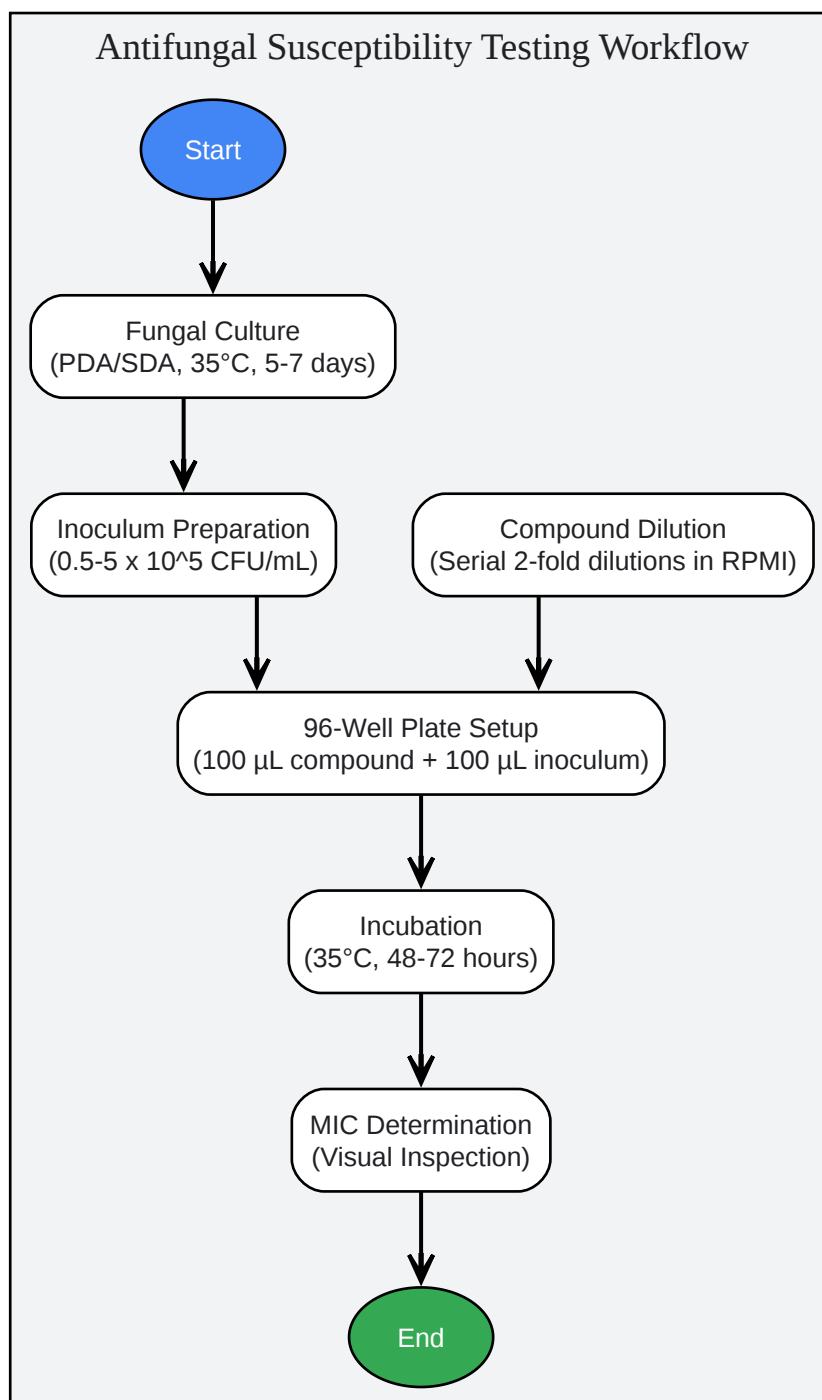 Antifungal Susceptibility Testing Workflow
Start
Fungal Culture
(PDA/SDA, 35°C, 5-7 days)
Inoculum Preparation
(0.5-5 x 10^5 CFU/mL)
Compound Dilution
(Serial 2-fold dilutions in RPMI)
96-Well Plate Setup
(100 µL compound + 100 µL inoculum)
Incubation
(35°C, 48-72 hours)
MIC Determination
(Visual Inspection)
End